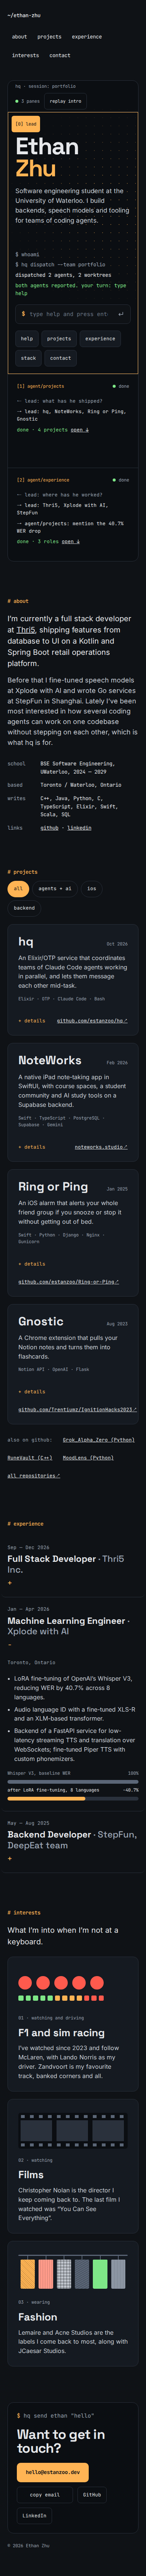 ~/ethan-zhu
about projects experience
interests contact
hq · session: portfolio
3 panes replay intro
[0] lead
Ethan
Zhu
Software engineering student at the
University of Waterloo. I build
backends, speech models and tooling
for teams of coding agents.
$ whoami
$ hq dispatch --team portfolio
dispatched 2 agents, 2 worktrees
both agents reported. your turn: type
help
$ type help and press ent ↵
help projects experience
stack contact
[1] agent/projects done
← lead: what has he shipped?
→ lead: hq, NoteWorks, Ring or Ping,
Gnostic
done · 4 projects open ↓
[2] agent/experience done
← lead: where has he worked?
→ lead: Thri5, Xplode with AI,
StepFun
→ agent/projects: mention the 40.7%
WER drop
done · 3 roles open ↓
# about
I'm currently a full stack developer
at Thri5, shipping features from
database to UI on a Kotlin and
Spring Boot retail operations
platform.
Before that I fine-tuned speech models
at Xplode with AI and wrote Go services
at StepFun in Shanghai. Lately I've been
most interested in how several coding
agents can work on one codebase
without stepping on each other, which is
what hq is for.
school BSE Software Engineering,
UWaterloo, 2024 – 2029
based Toronto / Waterloo, Ontario
writes C++, Java, Python, C,
TypeScript, Elixir, Swift,
Scala, SQL
links github · linkedin
# projects
all agents + ai ios
backend
hq Oct 2026
An Elixir/OTP service that coordinates
teams of Claude Code agents working
in parallel, and lets them message
each other mid-task.
Elixir · OTP · Claude Code · Bash
+ details github.com/estanzoo/hq↗
NoteWorks Feb 2026
A native iPad note-taking app in
SwiftUI, with course spaces, a student
community and AI study tools on a
Supabase backend.
Swift · TypeScript · PostgreSQL ·
Supabase · Gemini
+ details noteworks.studio↗
Ring or Ping Jan 2025
An iOS alarm that alerts your whole
friend group if you snooze or stop it
without getting out of bed.
Swift · Python · Django · Nginx ·
Gunicorn
+ details
github.com/estanzoo/Ring-or-Ping↗
Gnostic Aug 2023
A Chrome extension that pulls your
Notion notes and turns them into
flashcards.
Notion API · OpenAI · Flask
+ details
github.com/Trentiumz/IgnitionHacks2023↗
also on github: Grok_Alpha_Zero (Python)
RuneVault (C++) MoodLens (Python)
all repositories↗
# experience
Sep – Dec 2026
Full Stack Developer · Thri5
Inc.
+
Jan – Apr 2026
Machine Learning Engineer ·
Xplode with AI
-
Toronto, Ontario
LoRA fine-tuning of OpenAI's Whisper V3,
reducing WER by 40.7% across 8
languages.
Audio language ID with a fine-tuned XLS-R
and an XLM-based transformer.
Backend of a FastAPI service for low-
latency streaming TTS and translation over
WebSockets; fine-tuned Piper TTS with
custom phonemizers.
Whisper V3, baseline WER 100%
after LoRA fine-tuning, 8 languages −40.7%
May – Aug 2025
Backend Developer · StepFun,
DeepEat team
+
# interests
What I'm into when I'm not at a
keyboard.
01 · watching and driving
F1 and sim racing
I've watched since 2023 and follow
McLaren, with Lando Norris as my
driver. Zandvoort is my favourite
track, banked corners and all.
02 · watching
Films
Christopher Nolan is the director I
keep coming back to. The last film I
watched was "You Can See
Everything".
03 · wearing
Fashion
Lemaire and Acne Studios are the
labels I come back to most, along with
JCaesar Studios.
$ hq send ethan "hello"
Want to get in
touch?
hello@estanzoo.dev
copy email GitHub
LinkedIn
© 2026 Ethan Zhu